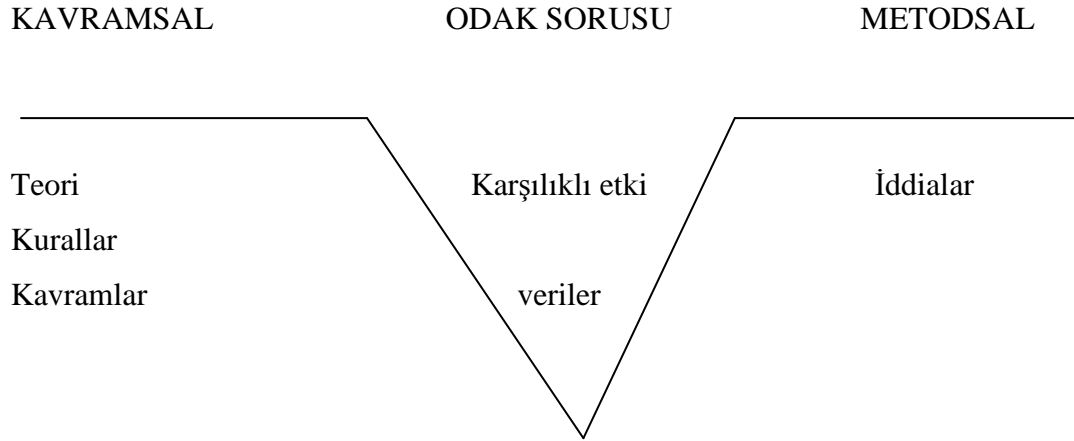 KAVRAMSAL ODAK SORUSU METODSAL
Teori Karşılıklı etki İddialar
Kurallar
Kavramlar veriler